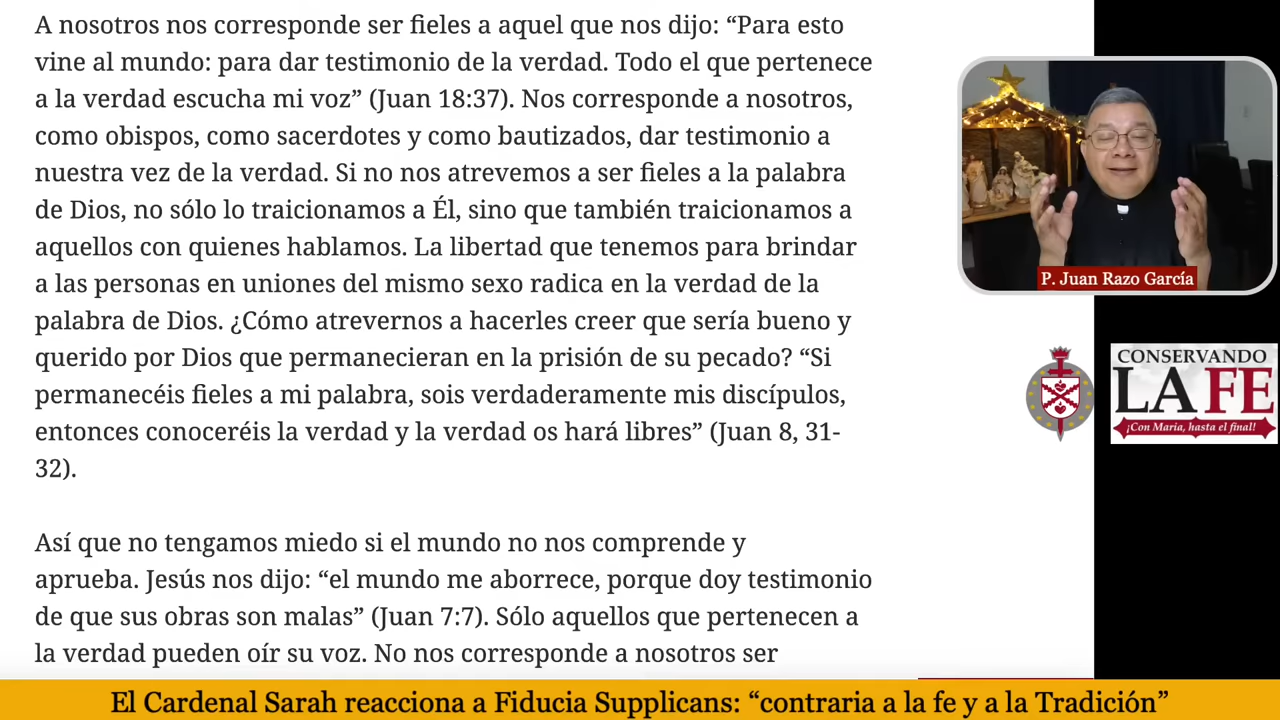 A nosotros nos corresponde ser fieles a aquel que nos dijo: “Para esto
vine al mundo: para dar testimonio de la verdad. Todo el que pertenece
a la verdad escucha mi voz” (Juan 18:37). Nos corresponde a nosotros,
como obispos, como sacerdotes y como bautizados, dar testimonio a
nuestra vez de la verdad. Si no nos atrevemos a ser fieles a la palabra
de Dios, no sólo lo traicionamos a Él, sino que también traicionamos a
aquellos con quienes hablamos. La libertad que tenemos para brindar
a las personas en uniones del mismo sexo radica en la verdad de la
palabra de Dios. ¿Cómo atrevernos a hacerles creer que sería bueno y
querido por Dios que permanecieran en la prisión de su pecado? “Si
permanecéis fieles a mi palabra, sois verdaderamente mis discípulos,
entonces conoceréis la verdad y la verdad os hará libres” (Juan 8, 31-
32).
Así que no tengamos miedo si el mundo no nos comprende y
aprueba. Jesús nos dijo: “el mundo me aborrece, porque doy testimonio
de que sus obras son malas” (Juan 7:7). Sólo aquellos que pertenecen a
la verdad pueden oír su voz. No nos corresponde a nosotros ser
P. Juan Razo García
CONSERVANDO
LA FE
¡Con María, hasta el final!
El Cardenal Sarah reacciona a Fiducia Supplicans: “contraria a la fe y a la Tradición”